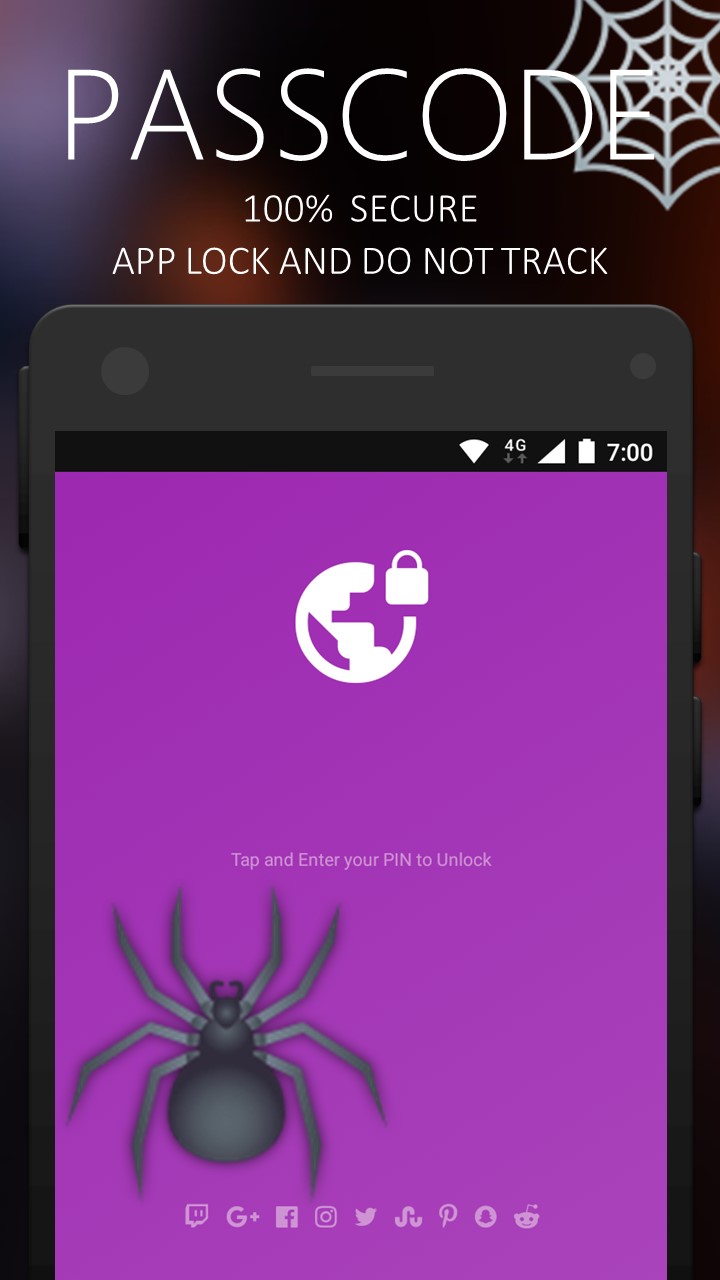 PASSCODE
100% SECURE
APP LOCK AND DO NOT TRACK
4G 7:00
Tap and Enter your PIN to Unlock